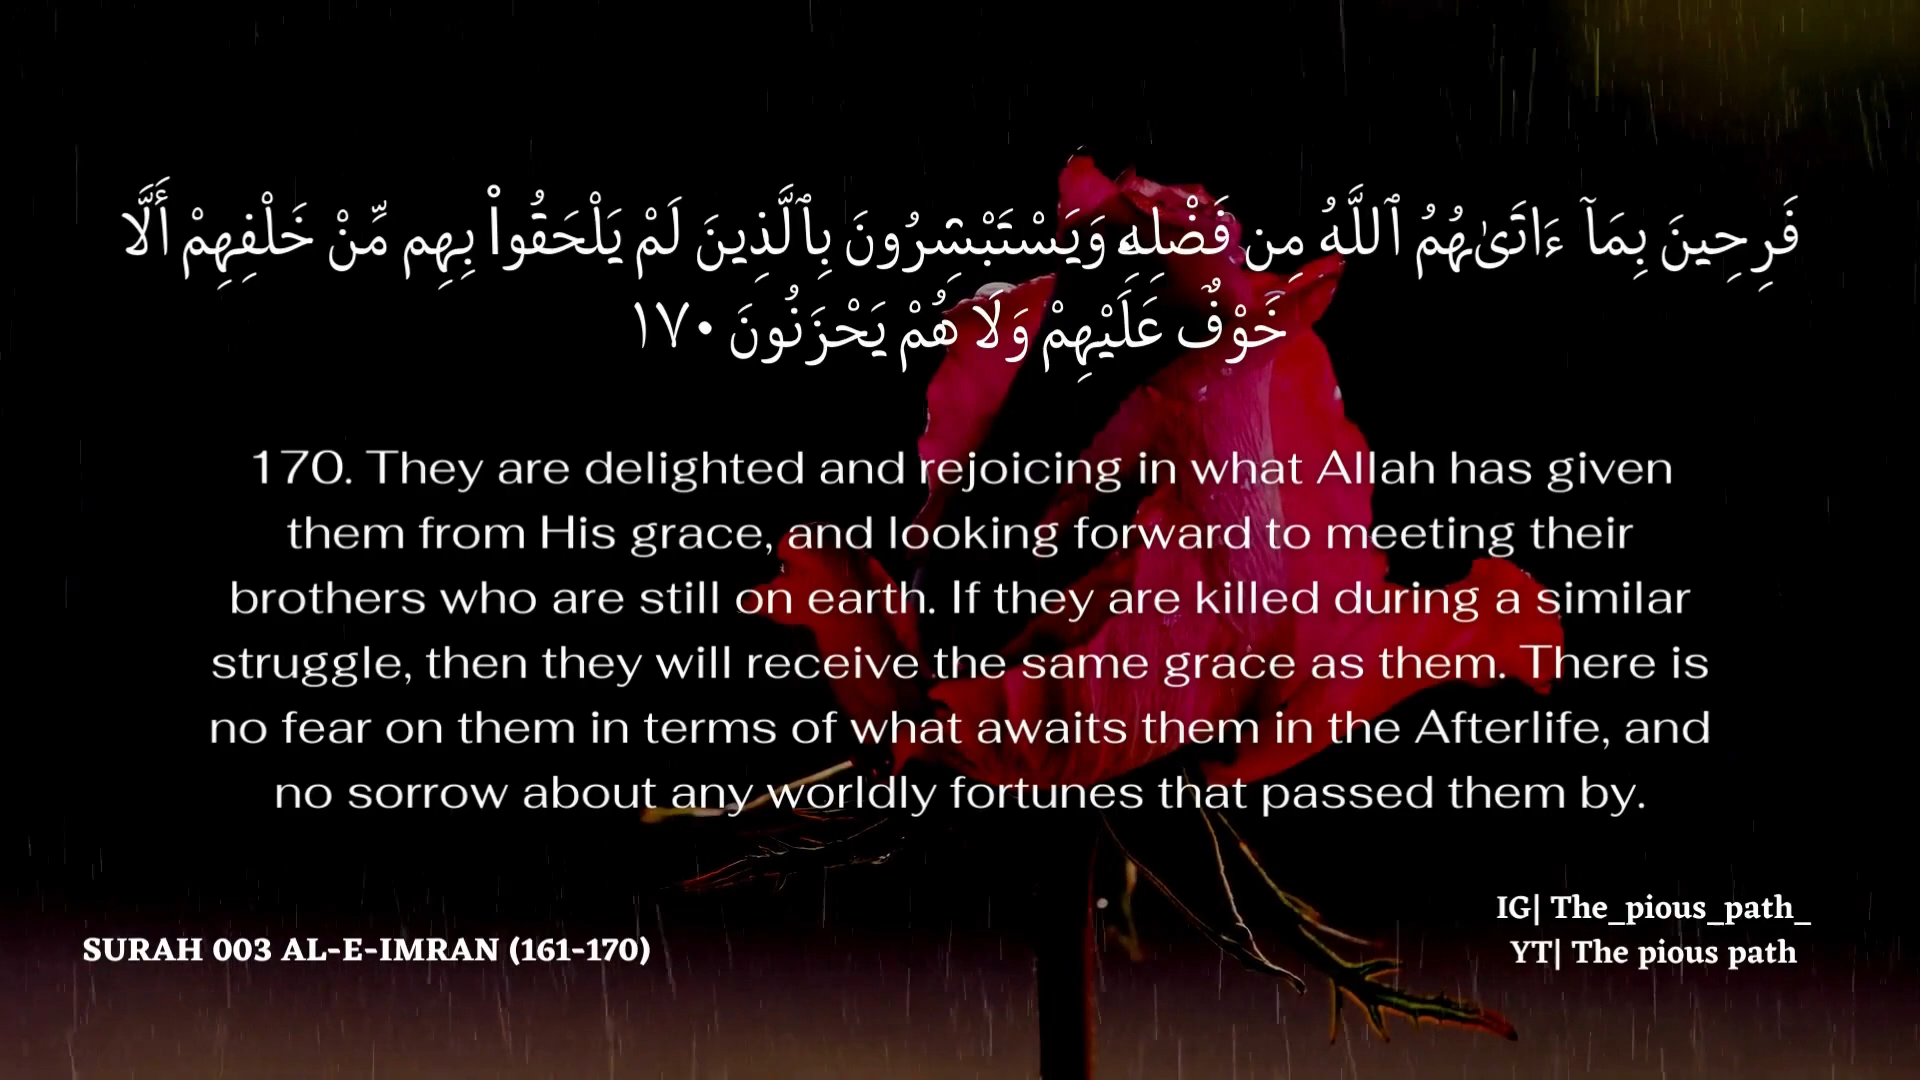 فَرِحِينَ بِمَآ ءَاتَىٰهُمُ ٱللَّهُ مِن فَضْلِهِۦ وَيَسْتَبْشِرُونَ بِٱلَّذِينَ لَمْ يَلْحَقُوا۟ بِهِم مِّنْ خَلْفِهِمْ أَلَّا
خَوْفٌ عَلَيْهِمْ وَلَا هُمْ يَحْزَنُونَ ١٧٠
170. They are delighted and rejoicing in what Allah has given
them from His grace, and looking forward to meeting their
brothers who are still on earth. If they are killed during a similar
struggle, then they will receive the same grace as them. There is
no fear on them in terms of what awaits them in the Afterlife, and
no sorrow about any worldly fortunes that passed them by.
IG| The_pious_path_
SURAH 003 AL-E-IMRAN (161-170)
YT| The pious path